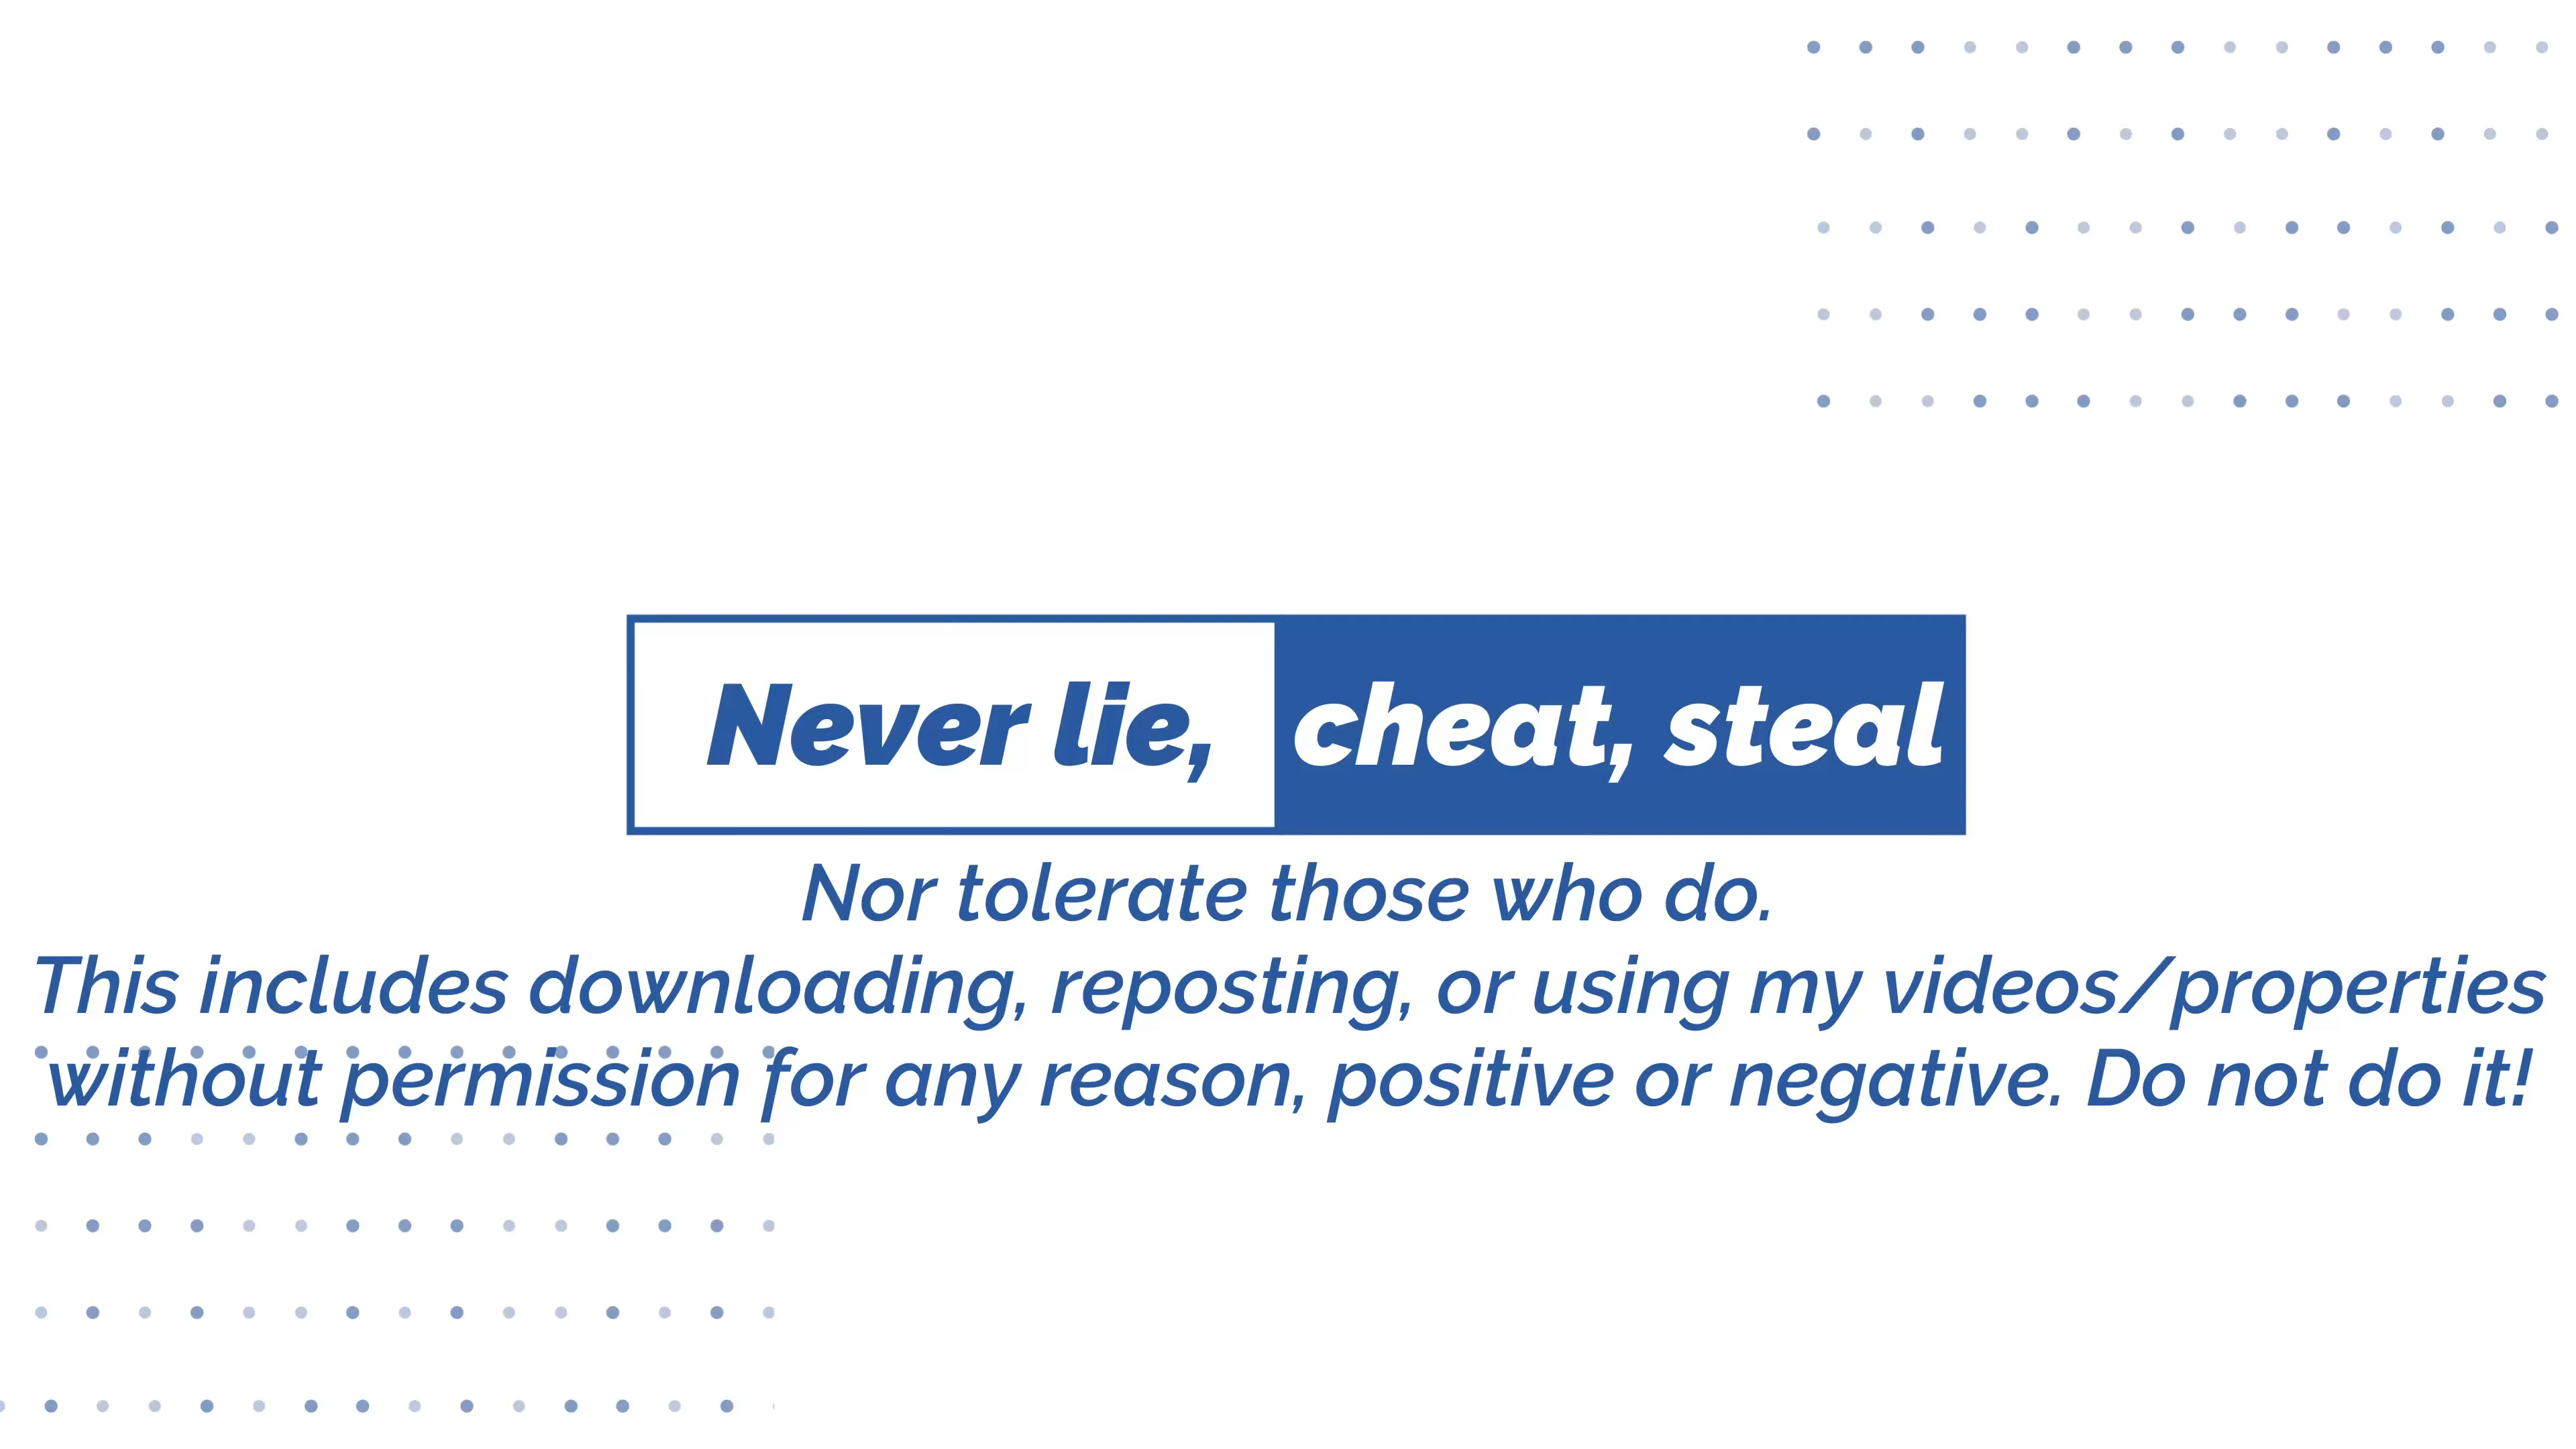 Never lie, cheat, steal
Nor tolerate those who do.
This includes downloading, reposting, or using my videos/properties
without permission for any reason, positive or negative. Do not do it!